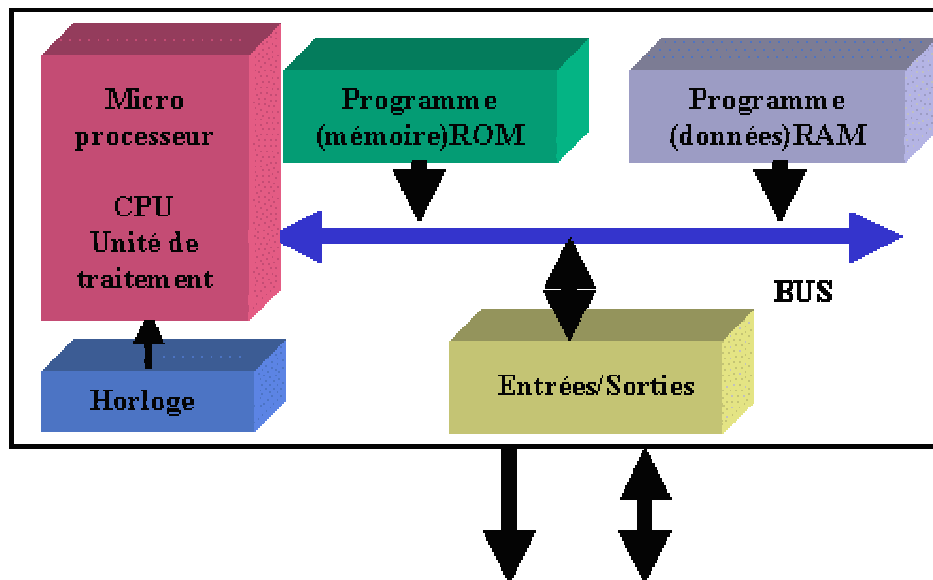 Micro
processeur
CPU
Unité de
traitement
Programme
(mémoire)ROM
Programme
(données)RAM
BUS
Horloge
Entrées/Sorties